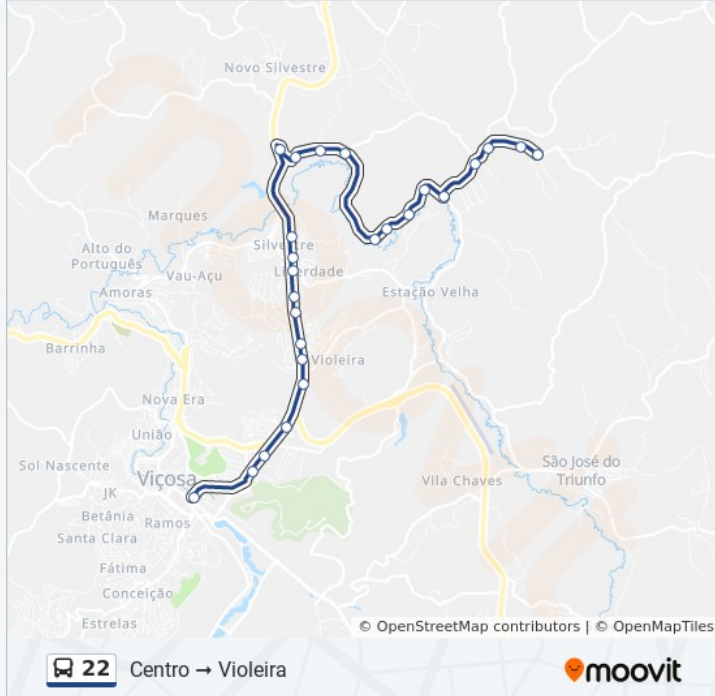 Novo Silvestre
Marques
Alto do
Português
Silvestre
Vau-Açu
Liberdade
Amoras
Estação Velha
Barrinha
Violeira
Nova Era
União
Sol Nascente
Viçosa
São José do
Triunfo
JK
Vila Chaves
Betânia
Ramos
Santa Clara
Fátima
Conceição
Estrelas
© OpenStreetMap contributors | © OpenMapTiles
22 Centro → Violeira
moovit
moovit